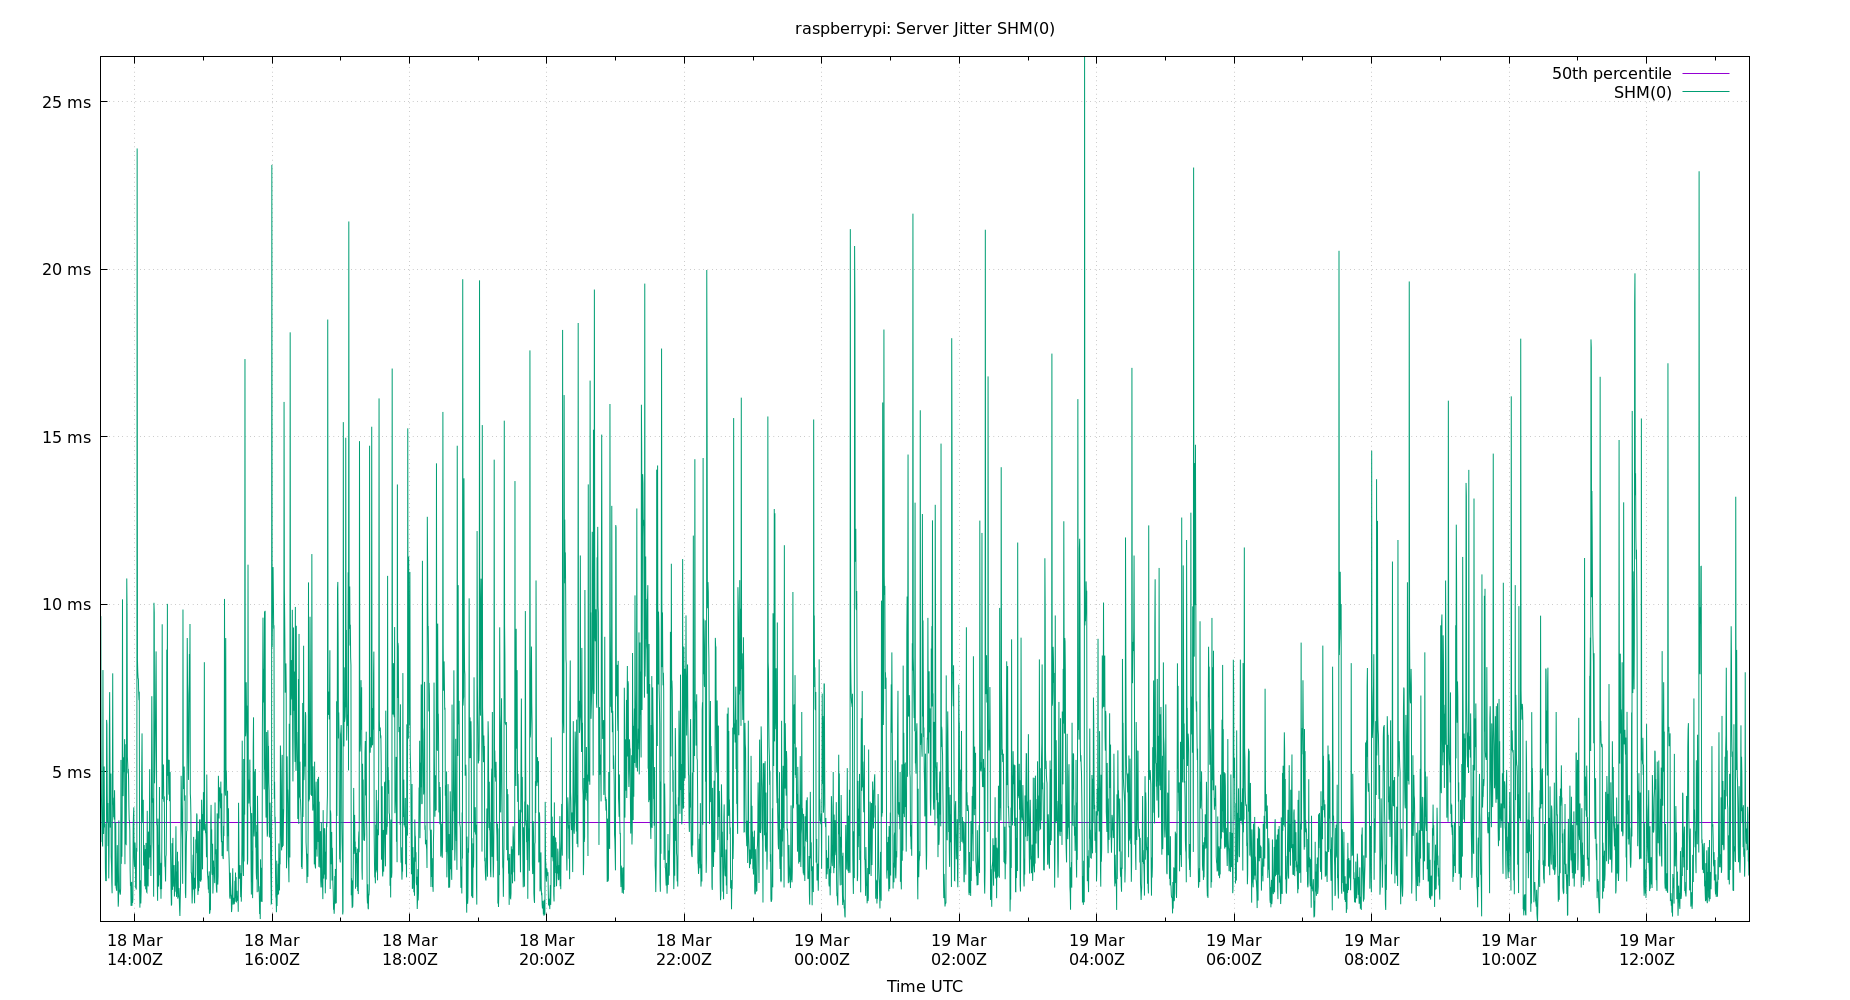 raspberrypi: Server Jitter SHM(0)
50th percentile
SHM(0)
25 ms
20 ms
15 ms
10 ms
5 ms
18 Mar 18 Mar 18 Mar 18 Mar 18 Mar 19 Mar 19 Mar 19 Mar 19 Mar 19 Mar 19 Mar 19 Mar
14:00Z 16:00Z 18:00Z 20:00Z 22:00Z 00:00Z 02:00Z 04:00Z 06:00Z 08:00Z 10:00Z 12:00Z
Time UTC